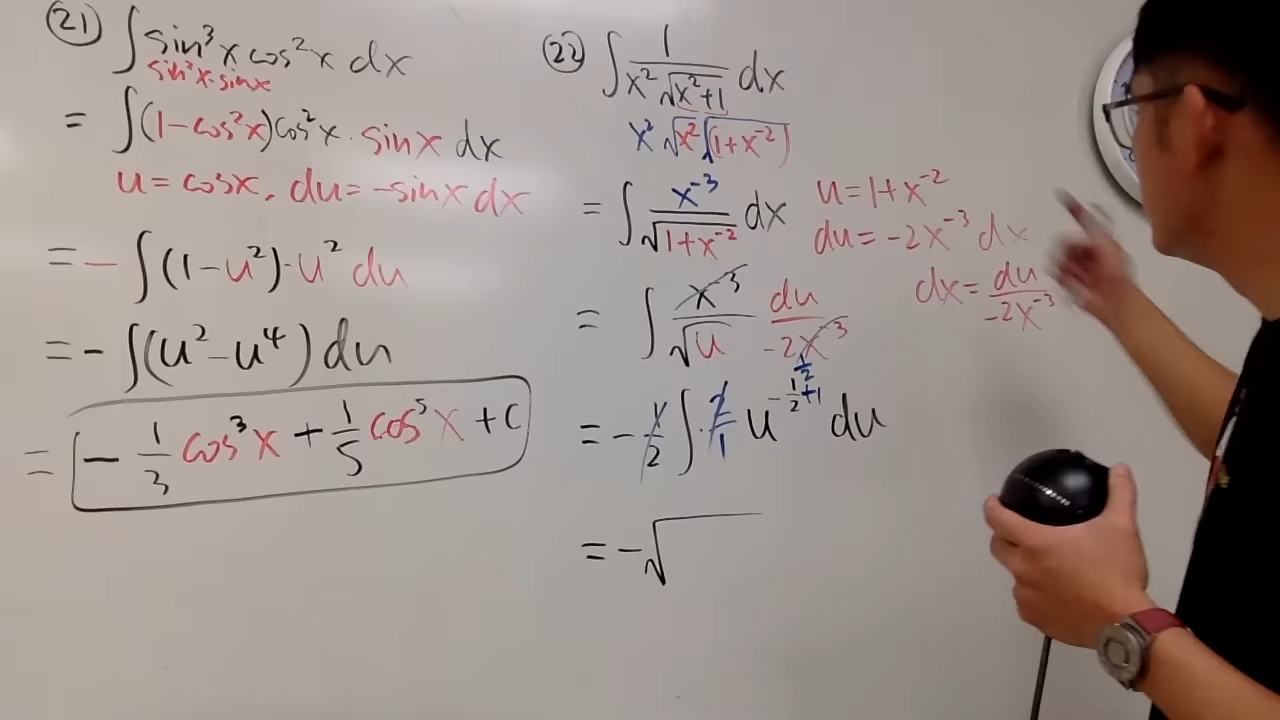 (21) ∫ sin³x cos²x dx
sin²x·sinx
= ∫(1-cos²x)cos²x · sinx dx
u = cosx, du = -sinx dx
= - ∫(1-u²)·u² du
= - ∫(u²-u⁴) du
= - 1/3 cos³x + 1/5 cos⁵x + C
(22) ∫ 1/(x²√(x²+1)) dx
x² √x² √(1+x⁻²)
= ∫ x⁻³/√(1+x⁻²) dx
u = 1+x⁻²
du = -2x⁻³ dx
dx = du/(-2x⁻³)
= ∫ x⁻³/√u du/(-2x⁻³)
= - 1/2 ∫ · 2/1 u^(-1/2+1) du
1/2
= -√